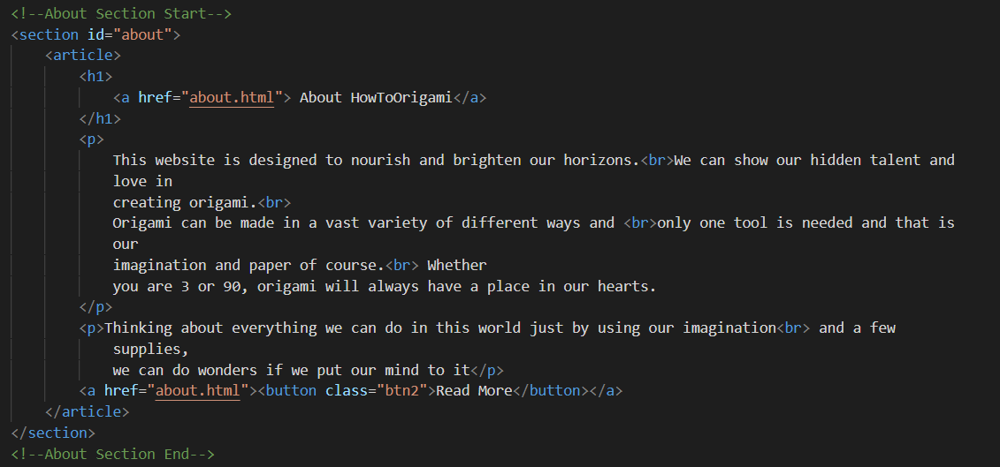 <!--About Section Start-->
<section id="about">
<article>
<h1>
<a href="about.html"> About HowToOrigami</a>
</h1>
<p>
This website is designed to nourish and brighten our horizons.<br>We can show our hidden talent and
love in
creating origami.<br>
Origami can be made in a vast variety of different ways and <br>only one tool is needed and that is
our
imagination and paper of course.<br> Whether
you are 3 or 90, origami will always have a place in our hearts.
</p>
<p>Thinking about everything we can do in this world just by using our imagination<br> and a few
supplies,
we can do wonders if we put our mind to it</p>
<a href="about.html"><button class="btn2">Read More</button></a>
</article>
</section>
<!--About Section End-->